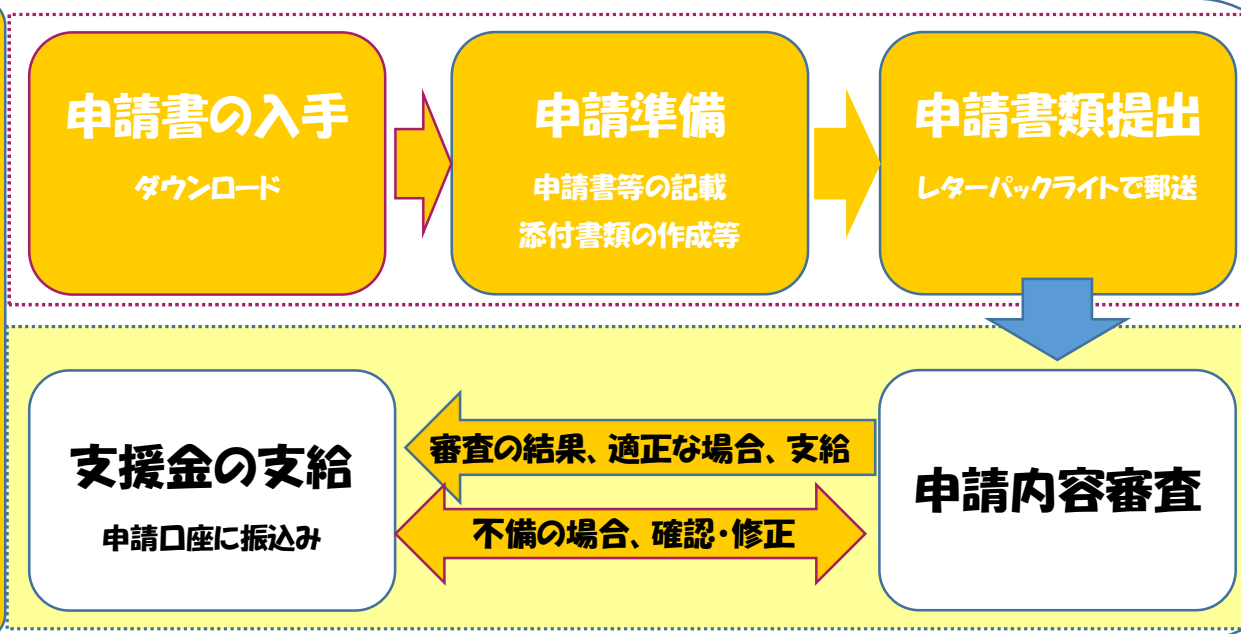 申請書の入手
ダウンロード
申請準備
申請書等の記載
添付書類の作成等
申請書類提出
レターパックライトで郵送
申請内容審査
審査の結果、適正な場合、支給
不備の場合、確認・修正
支援金の支給
申請口座に振込み